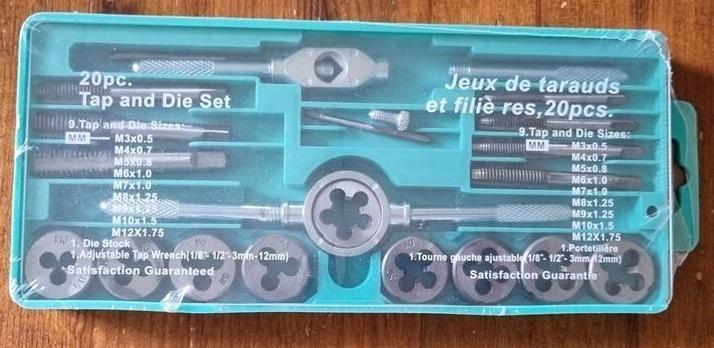 20pc.
Tap and Die Set
9.Tap and Die Sizes:
MM
M3x0.5
M4x0.7
M5x0.8
M6x1.0
M7x1.0
M8x1.25
M9x1.25
M10x1.5
M12X1.75
1. Die Stock
1.Adjustable Tap Wrench(1/8"- 1/2"-3mm-12mm)
Satisfaction Guaranteed
Jeux de tarauds
et filiè res,20pcs.
9.Tap and Die Sizes:
MM
M3x0.5
M4x0.7
M5x0.8
M6x1.0
M7x1.0
M8x1.25
M9x1.25
M10x1.5
M12X1.75
1.Portetilière
1.Tourne gauche ajustable(1/8"- 1/2"- 3mm-12mm)
Satisfaction Guarantie